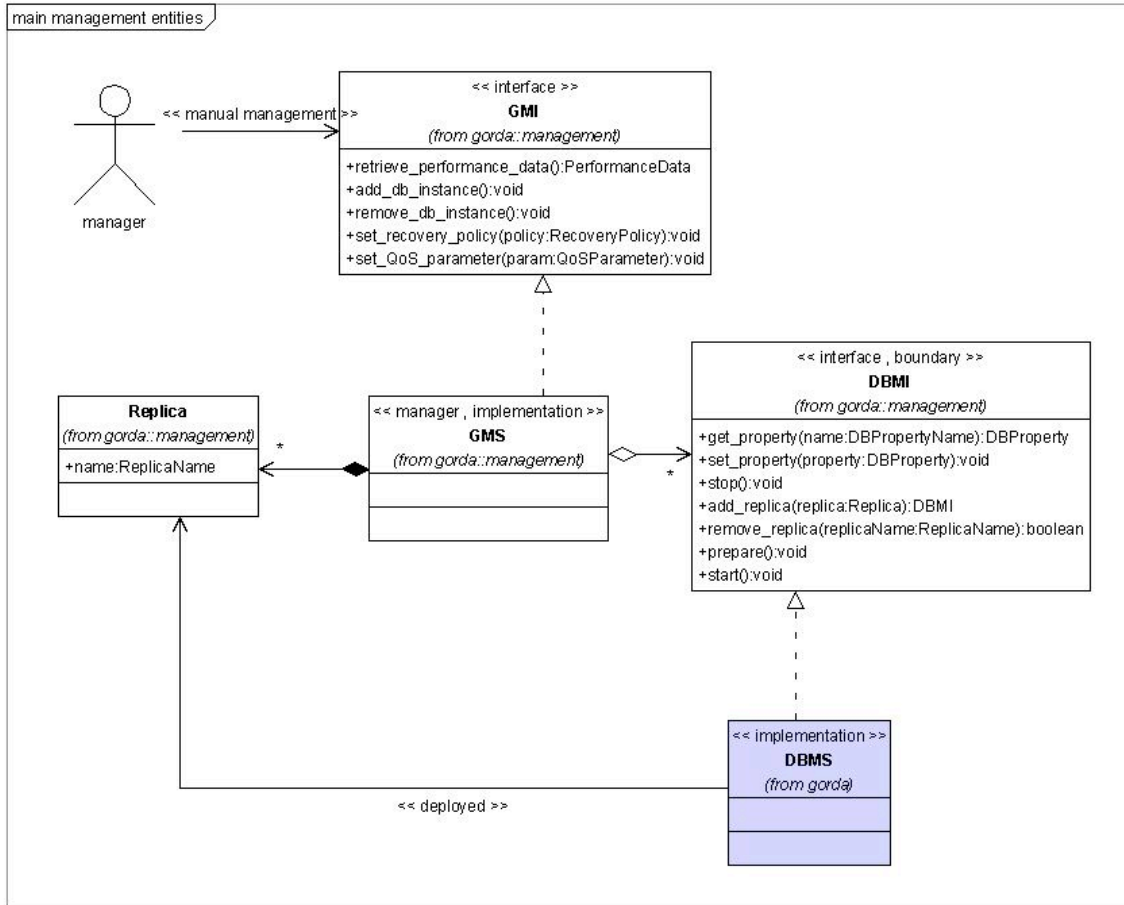 main management entities
<< manual management >>
manager
<< interface >>
GMI
(from gorda::management)
+retrieve_performance_data():PerformanceData
+add_db_instance():void
+remove_db_instance():void
+set_recovery_policy(policy:RecoveryPolicy):void
+set_QoS_parameter(param:QoSParameter):void
Replica
(from gorda::management)
+name:ReplicaName
*
<< manager , implementation >>
GMS
(from gorda::management)
*
<< interface , boundary >>
DBMI
(from gorda::management)
+get_property(name:DBPropertyName):DBProperty
+set_property(property:DBProperty):void
+stop():void
+add_replica(replica:Replica):DBMI
+remove_replica(replicaName:ReplicaName):boolean
+prepare():void
+start():void
<< implementation >>
DBMS
(from gorda)
<< deployed >>